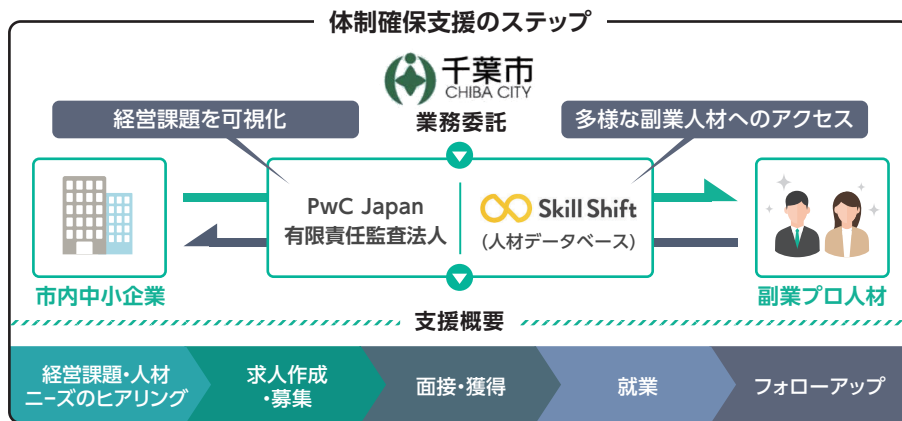 体制確保支援のステップ
千葉市
CHIBA CITY
業務委託
経営課題を可視化
多様な副業人材へのアクセス
PwC Japan
有限責任監査法人
Skill Shift
(人材データベース)
市内中小企業
副業プロ人材
支援概要
経営課題・人材
ニーズのヒアリング
求人作成
・募集
面接・獲得
就業
フォローアップ